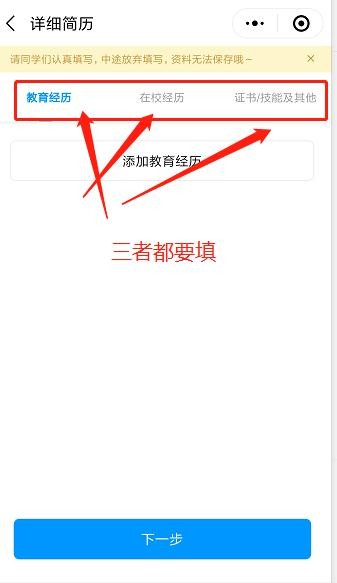 详细简历
请同学们认真填写，中途放弃填写，资料无法保存哦~
教育经历 在校经历 证书/技能及其他
添加教育经历
三者都要填
下一步